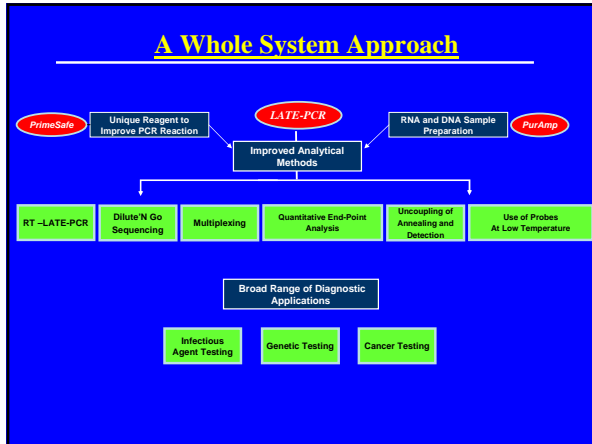 A Whole System Approach
LATE-PCR
PrimeSafe
Unique Reagent to
Improve PCR Reaction
RNA and DNA Sample
Preparation
PurAmp
Improved Analytical
Methods
RT –LATE-PCR
Dilute'N Go
Sequencing
Multiplexing
Quantitative End-Point
Analysis
Uncoupling of
Annealing and
Detection
Use of Probes
At Low Temperature
Broad Range of Diagnostic
Applications
Infectious
Agent Testing
Genetic Testing
Cancer Testing